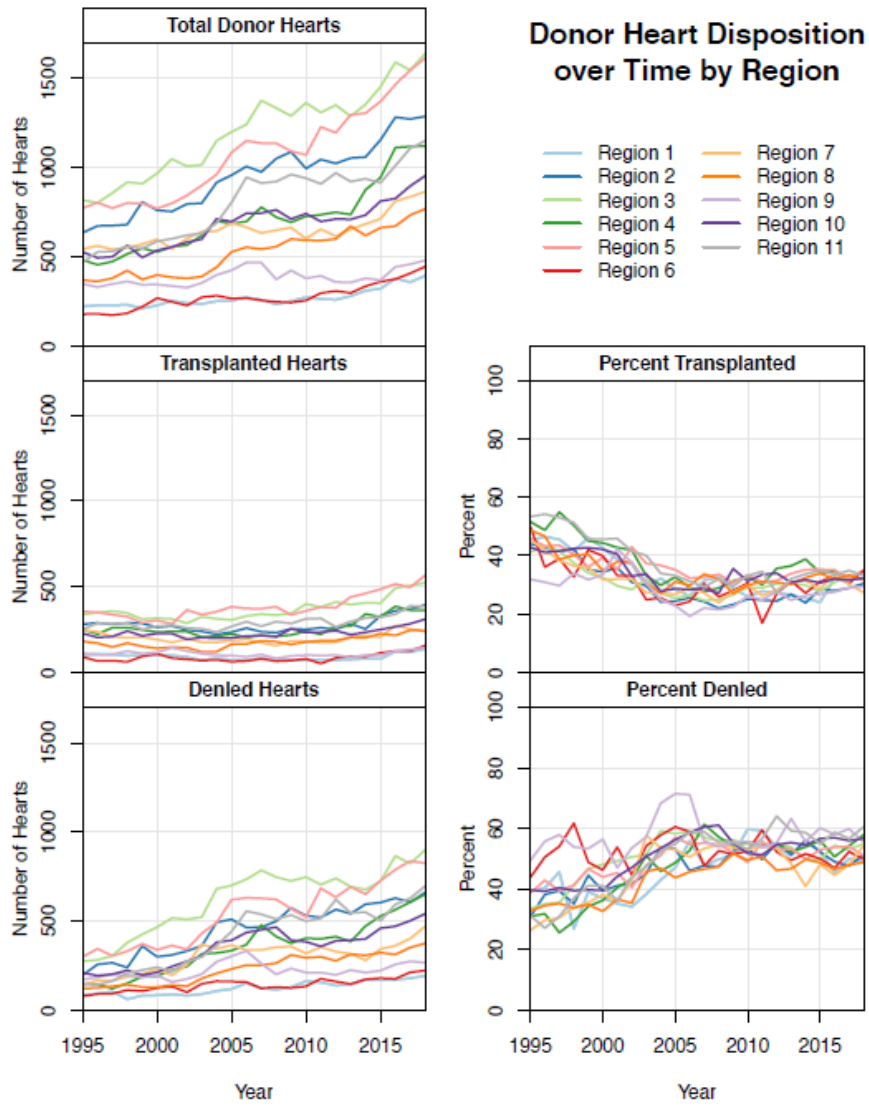 Total Donor Hearts
Donor Heart Disposition
over Time by Region
Number of Hearts
0
500
1000
1500
Region 1
Region 2
Region 3
Region 4
Region 5
Region 6
Region 7
Region 8
Region 9
Region 10
Region 11
Transplanted Hearts
Number of Hearts
0
500
1000
1500
Percent Transplanted
Percent
0
20
40
60
80
100
Denied Hearts
Number of Hearts
0
500
1000
1500
1995
2000
2005
2010
2015
Year
Percent Denied
Percent
0
20
40
60
80
100
1995
2000
2005
2010
2015
Year